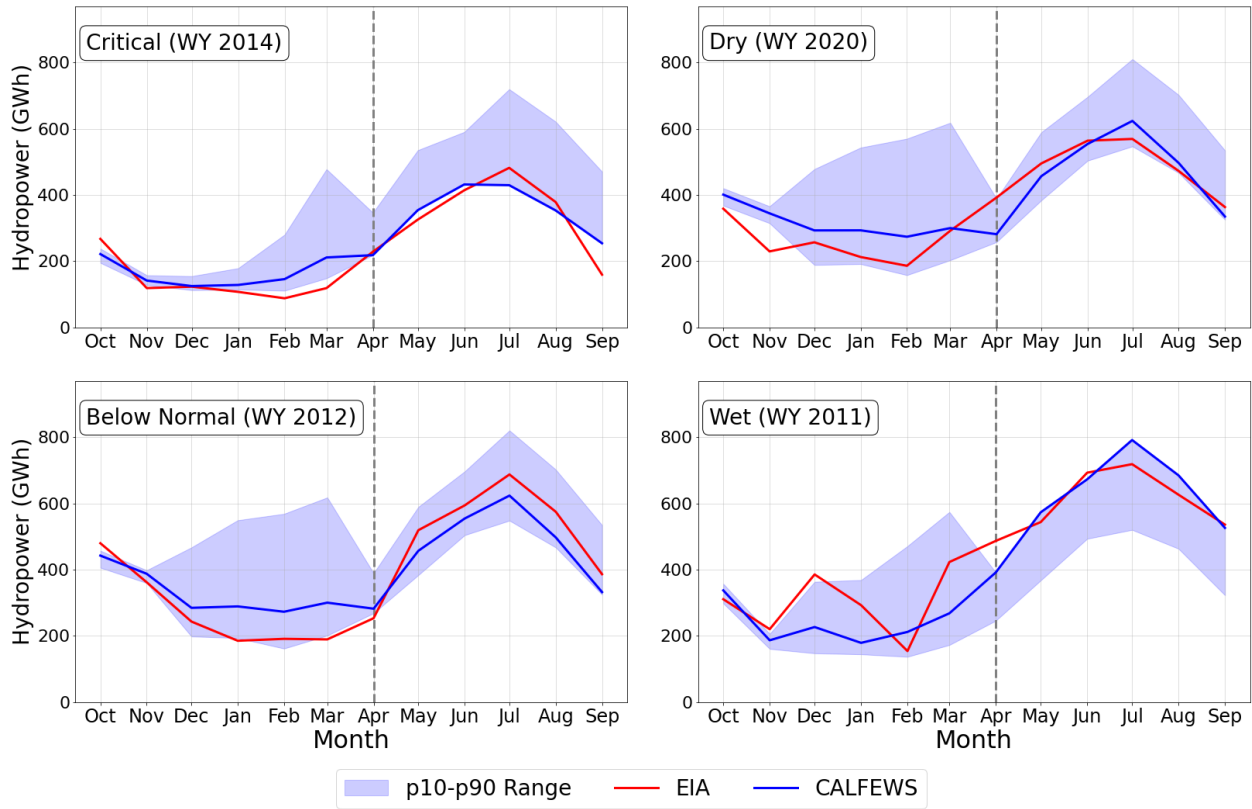 Critical (WY 2014)
Hydropower (GWh)
800
600
400
200
0
Oct Nov Dec Jan Feb Mar Apr May Jun Jul Aug Sep
Dry (WY 2020)
800
600
400
200
0
Oct Nov Dec Jan Feb Mar Apr May Jun Jul Aug Sep
Below Normal (WY 2012)
Hydropower (GWh)
800
600
400
200
0
Oct Nov Dec Jan Feb Mar Apr May Jun Jul Aug Sep
Month
Wet (WY 2011)
800
600
400
200
0
Oct Nov Dec Jan Feb Mar Apr May Jun Jul Aug Sep
Month
p10-p90 Range EIA CALFEWS